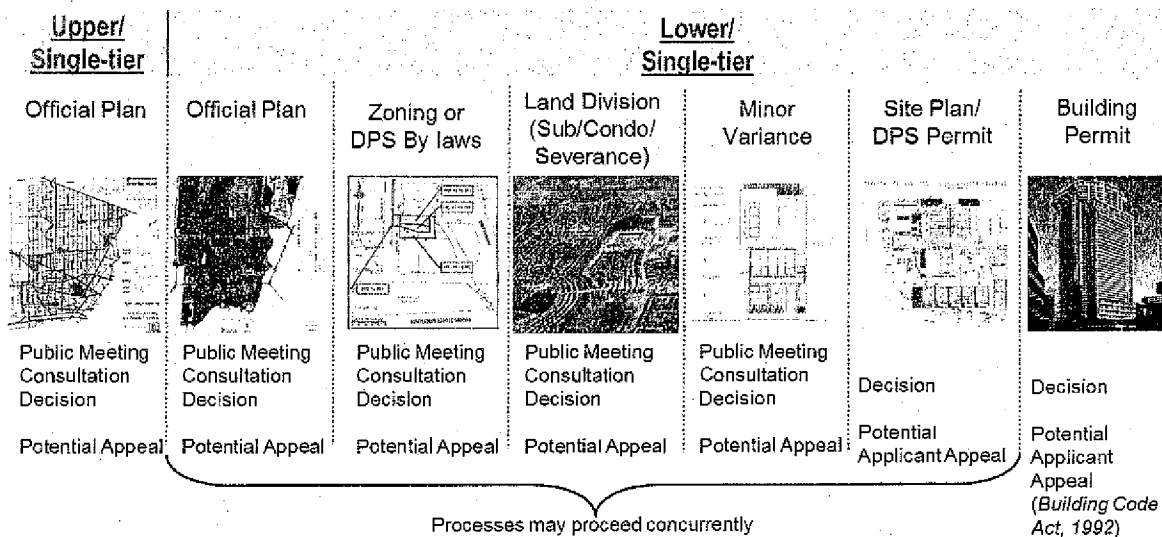 Upper/
Single-tier
Lower/
Single-tier
Official Plan
Official Plan
Zoning or
DPS By laws
Land Division
(Sub/Condo/
Severance)
Minor
Variance
Site Plan/
DPS Permit
Building
Permit
Public Meeting
Consultation
Decision
Potential Appeal
Public Meeting
Consultation
Decision
Potential Appeal
Public Meeting
Consultation
Decision
Potential Appeal
Public Meeting
Consultation
Decision
Potential Appeal
Public Meeting
Consultation
Decision
Potential Appeal
Decision
Potential
Applicant Appeal
Decision
Potential
Applicant
Appeal
(Building Code
Act, 1992)
Processes may proceed concurrently